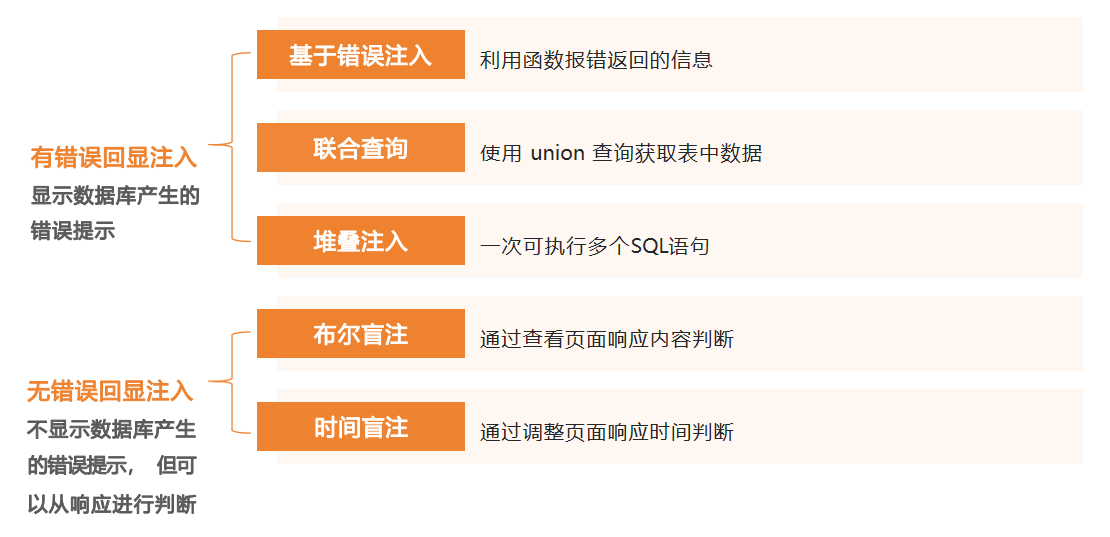 基于错误注入
利用函数报错返回的信息
联合查询
使用 union 查询获取表中数据
有错误回显注入
显示数据库产生的
错误提示
堆叠注入
一次可执行多个SQL语句
布尔盲注
通过查看页面响应内容判断
无错误回显注入
不显示数据库产生
的错误提示， 但可
以从响应进行判断
时间盲注
通过调整页面响应时间判断